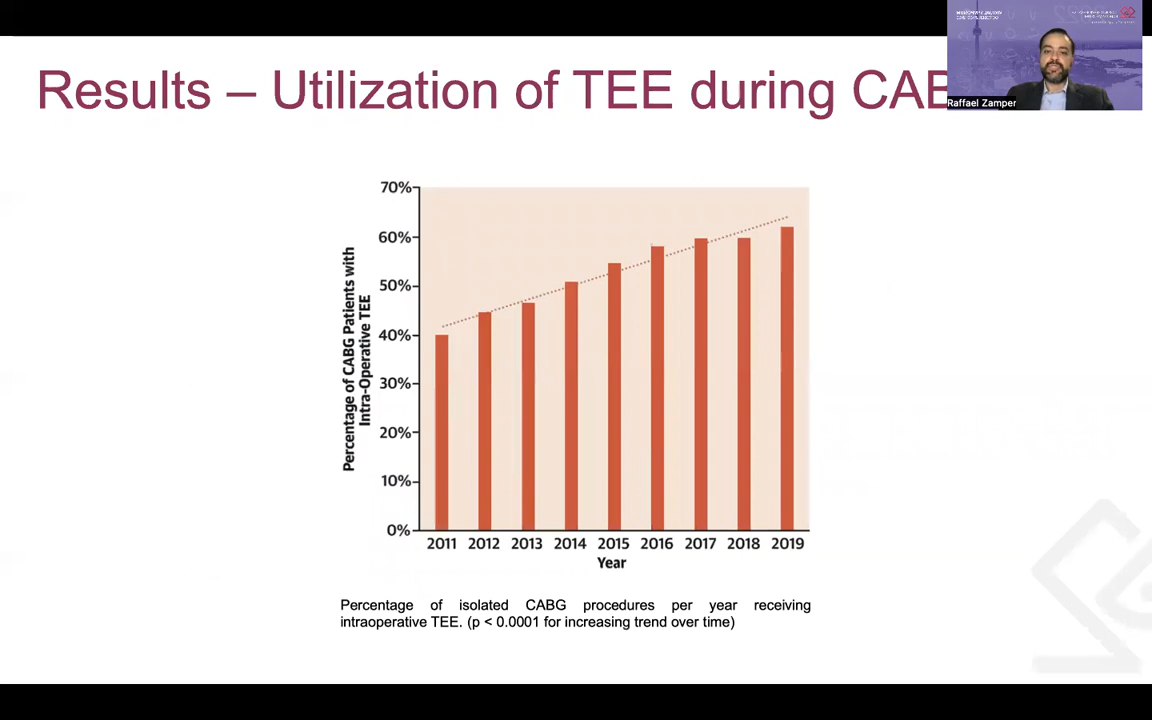 Results – Utilization of TEE during CAB
Raffael Zamper
Percentage of CABG Patients with
Intra-Operative TEE
70%
60%
50%
40%
30%
20%
10%
0%
2011 2012 2013 2014 2015 2016 2017 2018 2019
Year
Percentage of isolated CABG procedures per year receiving
intraoperative TEE. (p < 0.0001 for increasing trend over time)